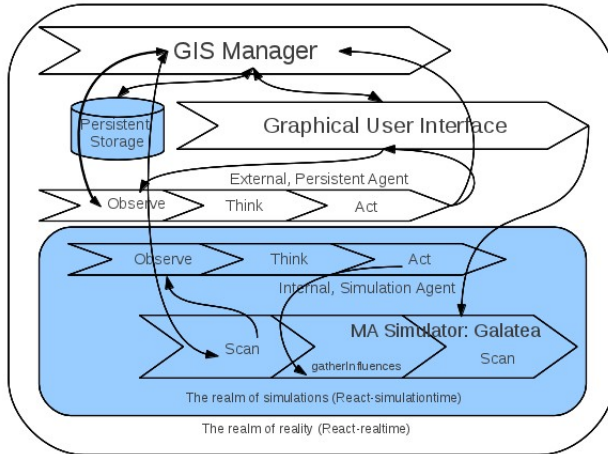 GIS Manager
Persistent
Storage
Graphical User Interface
External, Persistent Agent
Observe
Think
Act
Observe
Think
Act
Internal, Simulation Agent
MA Simulator: Galatea
Scan
gatherInfluences
Scan
The realm of simulations (React-simulationtime)
The realm of reality (React-realtime)